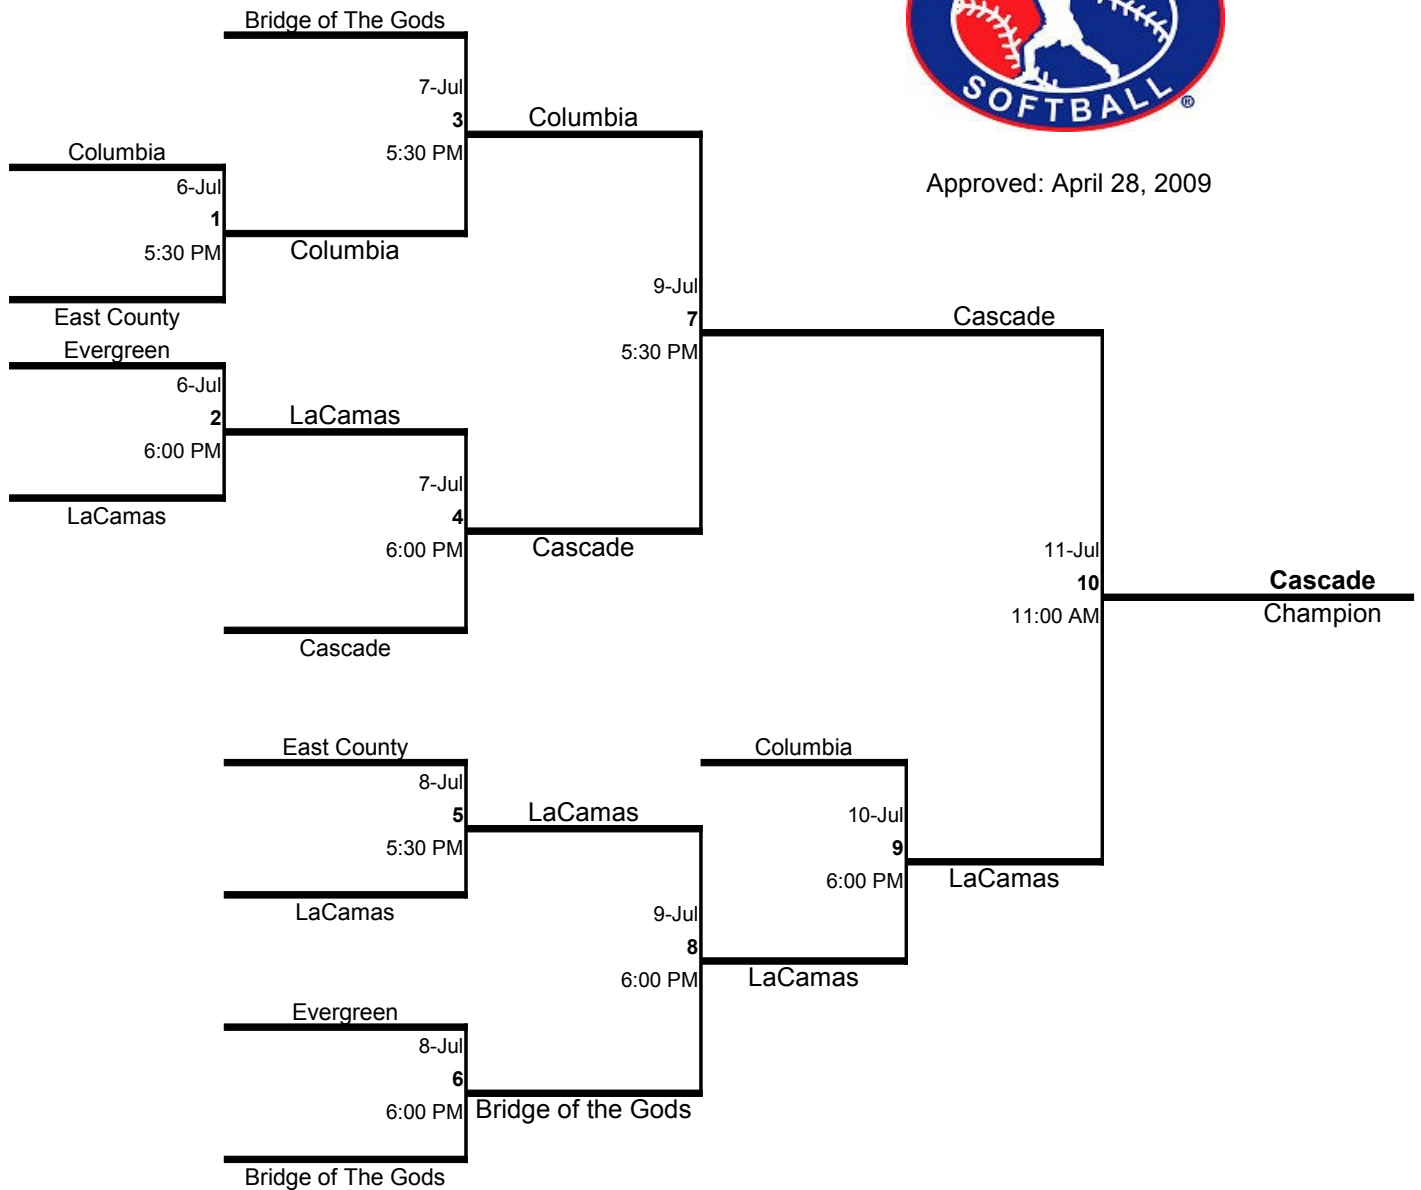 SOFTBALL®
Approved: April 28, 2009
Bridge of The Gods
7-Jul
3
5:30 PM
Columbia
Columbia
6-Jul
1
5:30 PM
Columbia
East County
Evergreen
6-Jul
2
6:00 PM
LaCamas
LaCamas
7-Jul
4
6:00 PM
Cascade
Cascade
9-Jul
7
5:30 PM
Cascade
11-Jul
10
11:00 AM
Cascade
Champion
East County
8-Jul
5
5:30 PM
LaCamas
LaCamas
Columbia
10-Jul
9
6:00 PM
LaCamas
9-Jul
8
6:00 PM
LaCamas
Evergreen
8-Jul
6
6:00 PM
Bridge of the Gods
Bridge of The Gods